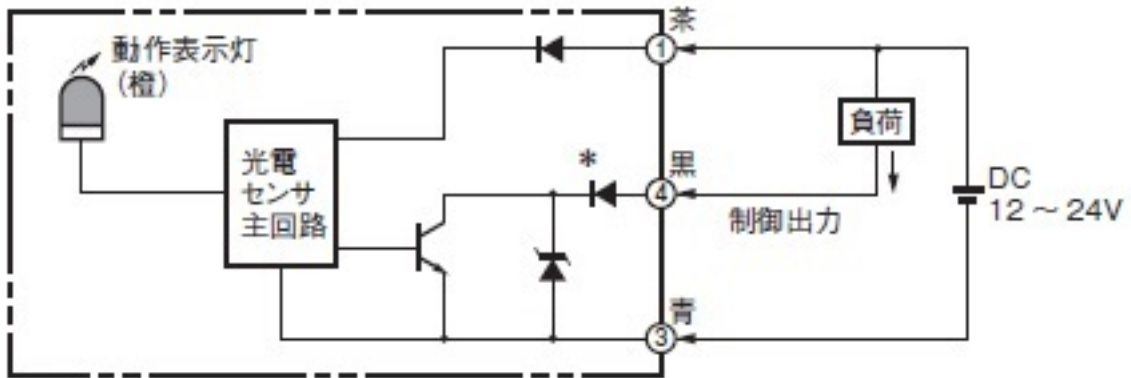 動作表示灯
(橙)
光電
センサ
主回路
茶
①
*
黒
④
制御出力
青
③
負荷
DC
12～24V